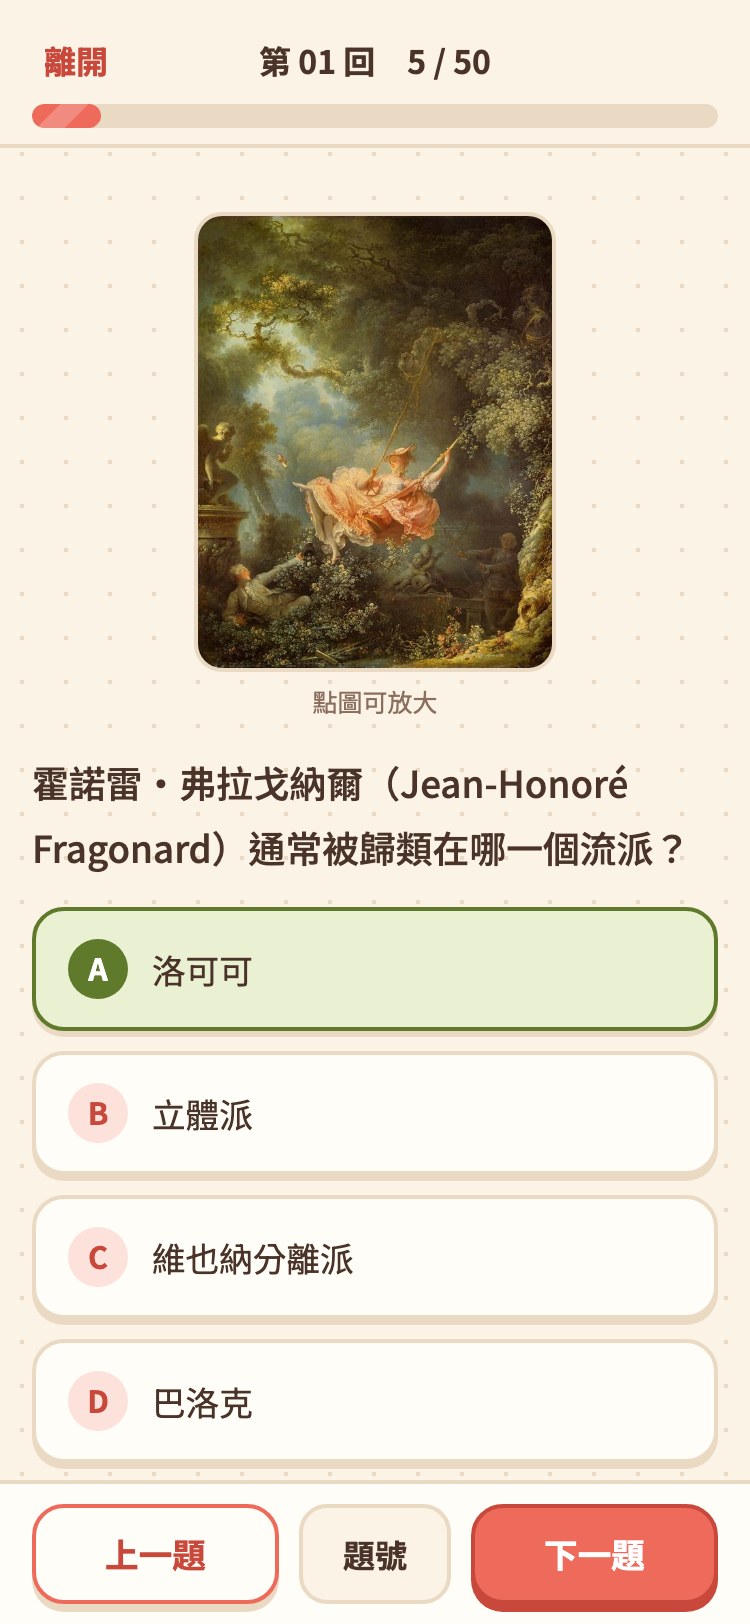 離開
第 01 回 5 / 50
點圖可放大
霍諾雷・弗拉戈納爾（Jean-Honoré
Fragonard）通常被歸類在哪一個流派？
A 洛可可
B 立體派
C 維也納分離派
D 巴洛克
上一題 題號 下一題